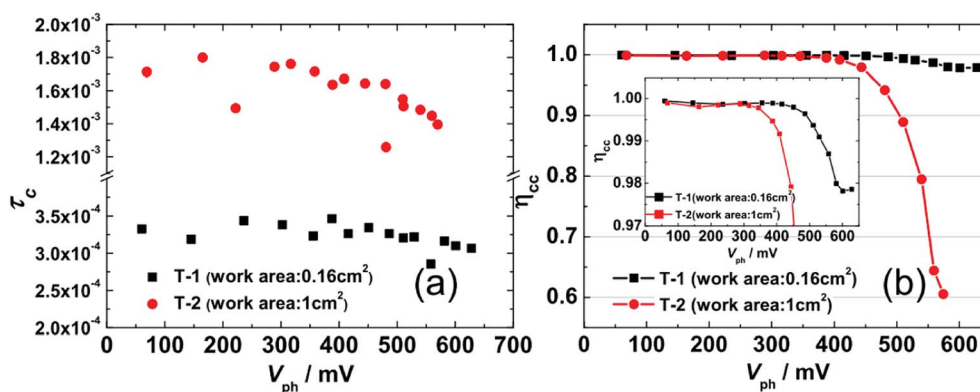 2.0x10⁻³
1.8x10⁻³
1.6x10⁻³
1.4x10⁻³
1.2x10⁻³
3.5x10⁻⁴
3.0x10⁻⁴
2.5x10⁻⁴
2.0x10⁻⁴
τc
T-1 (work area:0.16cm²)
T-2 (work area:1cm²)
(a)
0 100 200 300 400 500 600 700
Vph / mV
1.0
0.9
0.8
0.7
0.6
ηcc
1.00
0.99
0.98
0.97
ηcc
T-1(work area:0.16cm²)
T-2(work area:1cm²)
0 100 200 300 400 500 600
Vph / mV
T-1 (work area:0.16cm²)
T-2 (work area:1cm²)
(b)
0 100 200 300 400 500 600
Vph / mV